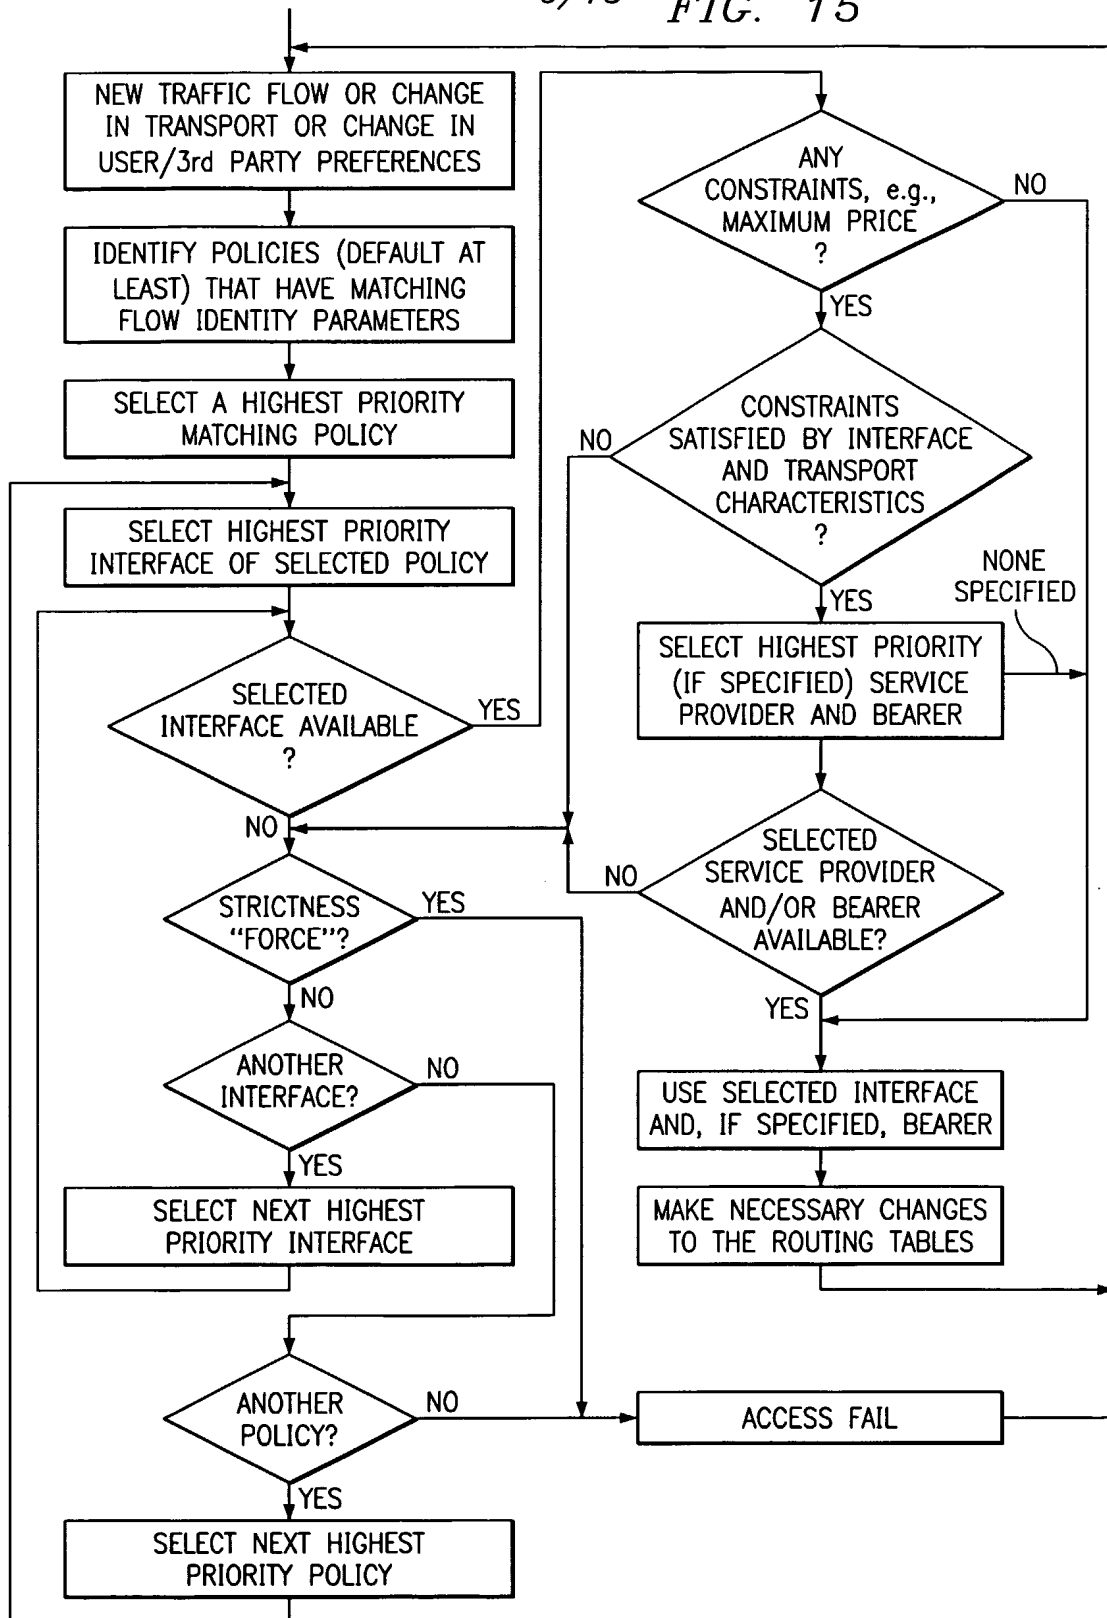 FIG. 15
NEW TRAFFIC FLOW OR CHANGE
IN TRANSPORT OR CHANGE IN
USER/3rd PARTY PREFERENCES
IDENTIFY POLICIES (DEFAULT AT
LEAST) THAT HAVE MATCHING
FLOW IDENTITY PARAMETERS
SELECT A HIGHEST PRIORITY
MATCHING POLICY
SELECT HIGHEST PRIORITY
INTERFACE OF SELECTED POLICY
SELECTED
INTERFACE AVAILABLE
?
YES
NO
STRICTNESS
"FORCE"?
YES
NO
ANOTHER
INTERFACE?
NO
YES
SELECT NEXT HIGHEST
PRIORITY INTERFACE
ANOTHER
POLICY?
NO
YES
SELECT NEXT HIGHEST
PRIORITY POLICY
ANY
CONSTRAINTS, e.g.,
MAXIMUM PRICE
?
NO
YES
CONSTRAINTS
SATISFIED BY INTERFACE
AND TRANSPORT
CHARACTERISTICS
?
NO
YES
NONE
SPECIFIED
SELECT HIGHEST PRIORITY
(IF SPECIFIED) SERVICE
PROVIDER AND BEARER
SELECTED
SERVICE PROVIDER
AND/OR BEARER
AVAILABLE?
NO
YES
USE SELECTED INTERFACE
AND, IF SPECIFIED, BEARER
MAKE NECESSARY CHANGES
TO THE ROUTING TABLES
ACCESS FAIL